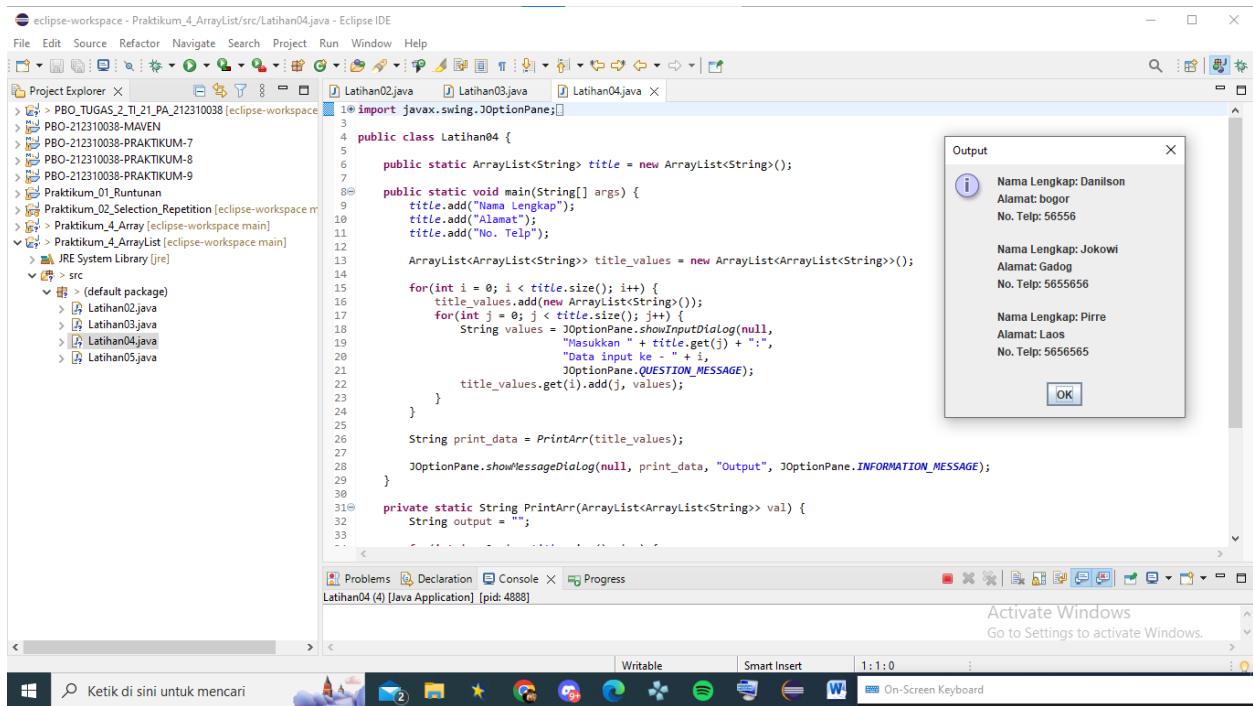 eclipse-workspace - Praktikum_4_ArrayList/src/Latihan04.java - Eclipse IDE
File Edit Source Refactor Navigate Search Project Run Window Help
Project Explorer
> PBO_TUGAS_2_TI_21_PA_212310038 [eclipse-workspace
PBO-212310038-MAVEN
PBO-212310038-PRAKTIKUM-7
PBO-212310038-PRAKTIKUM-8
PBO-212310038-PRAKTIKUM-9
Praktikum_01_Runtunan
Praktikum_02_Selection_Repetition [eclipse-workspace m
> Praktikum_4_Array [eclipse-workspace main]
> Praktikum_4_ArrayList [eclipse-workspace main]
JRE System Library [jre]
> src
> (default package)
Latihan02.java
Latihan03.java
Latihan04.java
Latihan05.java
Latihan02.java Latihan03.java Latihan04.java
1 import javax.swing.JOptionPane;
3
4 public class Latihan04 {
5
6 public static ArrayList<String> title = new ArrayList<String>();
7
8 public static void main(String[] args) {
9 title.add("Nama Lengkap");
10 title.add("Alamat");
11 title.add("No. Telp");
12
13 ArrayList<ArrayList<String>> title_values = new ArrayList<ArrayList<String>>();
14
15 for(int i = 0; i < title.size(); i++) {
16 title_values.add(new ArrayList<String>());
17 for(int j = 0; j < title.size(); j++) {
18 String values = JOptionPane.showInputDialog(null,
19 "Masukkan " + title.get(j) + ":",
20 "Data input ke - " + i,
21 JOptionPane.QUESTION_MESSAGE);
22 title_values.get(i).add(j, values);
23 }
24 }
25
26 String print_data = PrintArr(title_values);
27
28 JOptionPane.showMessageDialog(null, print_data, "Output", JOptionPane.INFORMATION_MESSAGE);
29 }
30
31 private static String PrintArr(ArrayList<ArrayList<String>> val) {
32 String output = "";
33
Output
Nama Lengkap: Danilson
Alamat: bogor
No. Telp: 56556
Nama Lengkap: Jokowi
Alamat: Gadog
No. Telp: 5655656
Nama Lengkap: Pirre
Alamat: Laos
No. Telp: 5656565
OK
Problems Declaration Console Progress
Latihan04 (4) [Java Application] [pid: 4888]
Activate Windows
Go to Settings to activate Windows.
Writable Smart Insert 1:1:0
Ketik di sini untuk mencari
On-Screen Keyboard